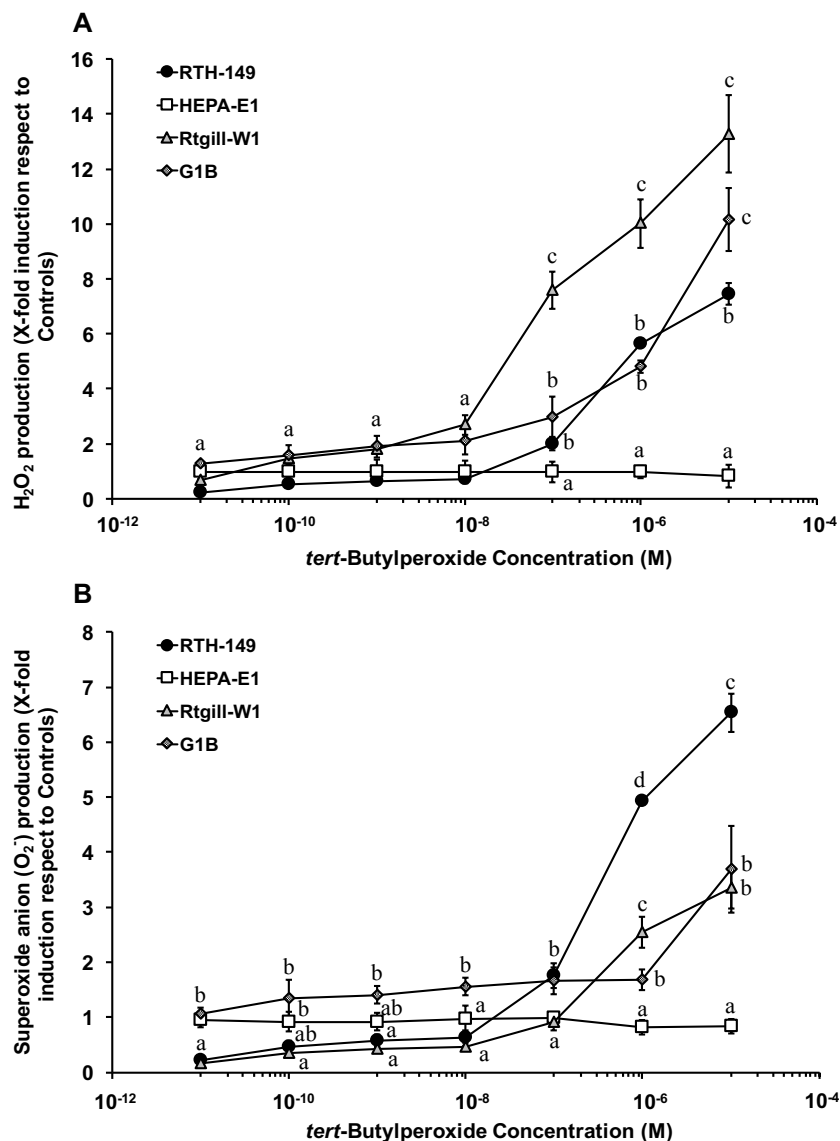 A
H₂O₂ production (X-fold induction respect to
Controls)
16
14
12
10
8
6
4
2
0
RTH-149
HEPA-E1
Rtgill-W1
G1B
a
a
a
a
c
b
b
a
c
b
b
a
c
c
b
a
10⁻¹²
10⁻¹⁰
10⁻⁸
10⁻⁶
10⁻⁴
tert-Butylperoxide Concentration (M)
B
Superoxide anion (O₂⁻) production (X-fold
induction respect to Controls)
8
7
6
5
4
3
2
1
0
RTH-149
HEPA-E1
Rtgill-W1
G1B
b
a
b
b
ab
a
b
ab
a
a
b
a
a
b
a
d
c
b
a
c
b
b
a
10⁻¹²
10⁻¹⁰
10⁻⁸
10⁻⁶
10⁻⁴
tert-Butylperoxide Concentration (M)